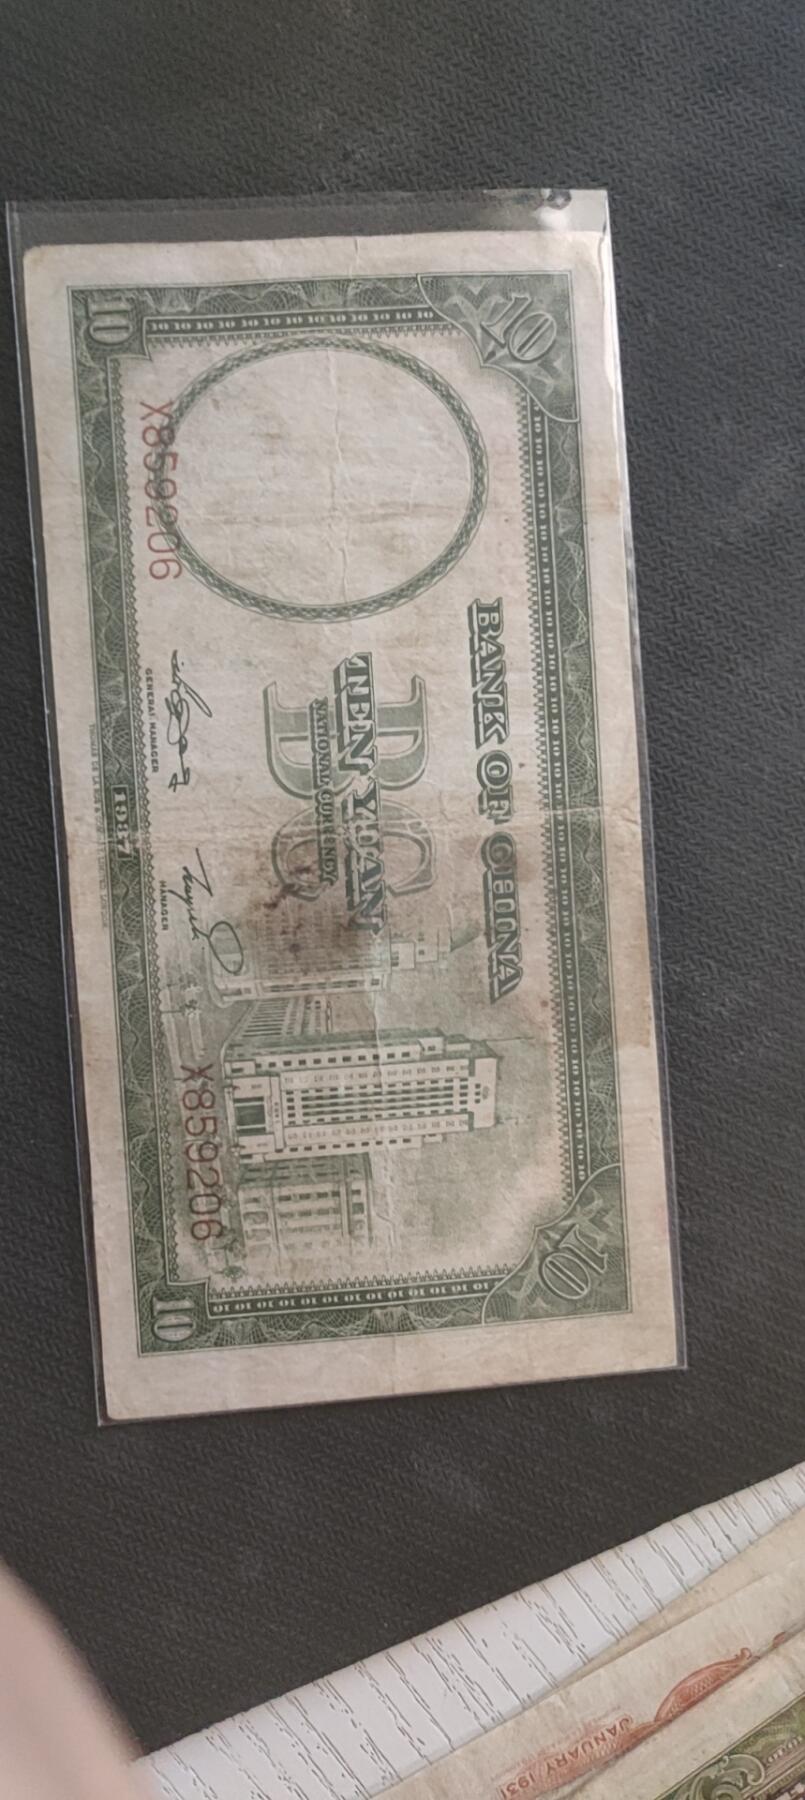 10
10
BANK OF CHINA
BC
TEN YUAN
NATIONAL CURRENCY
X859206
X859206
GENERAL MANAGER
MANAGER
10
1937
10
JANUARY 1931